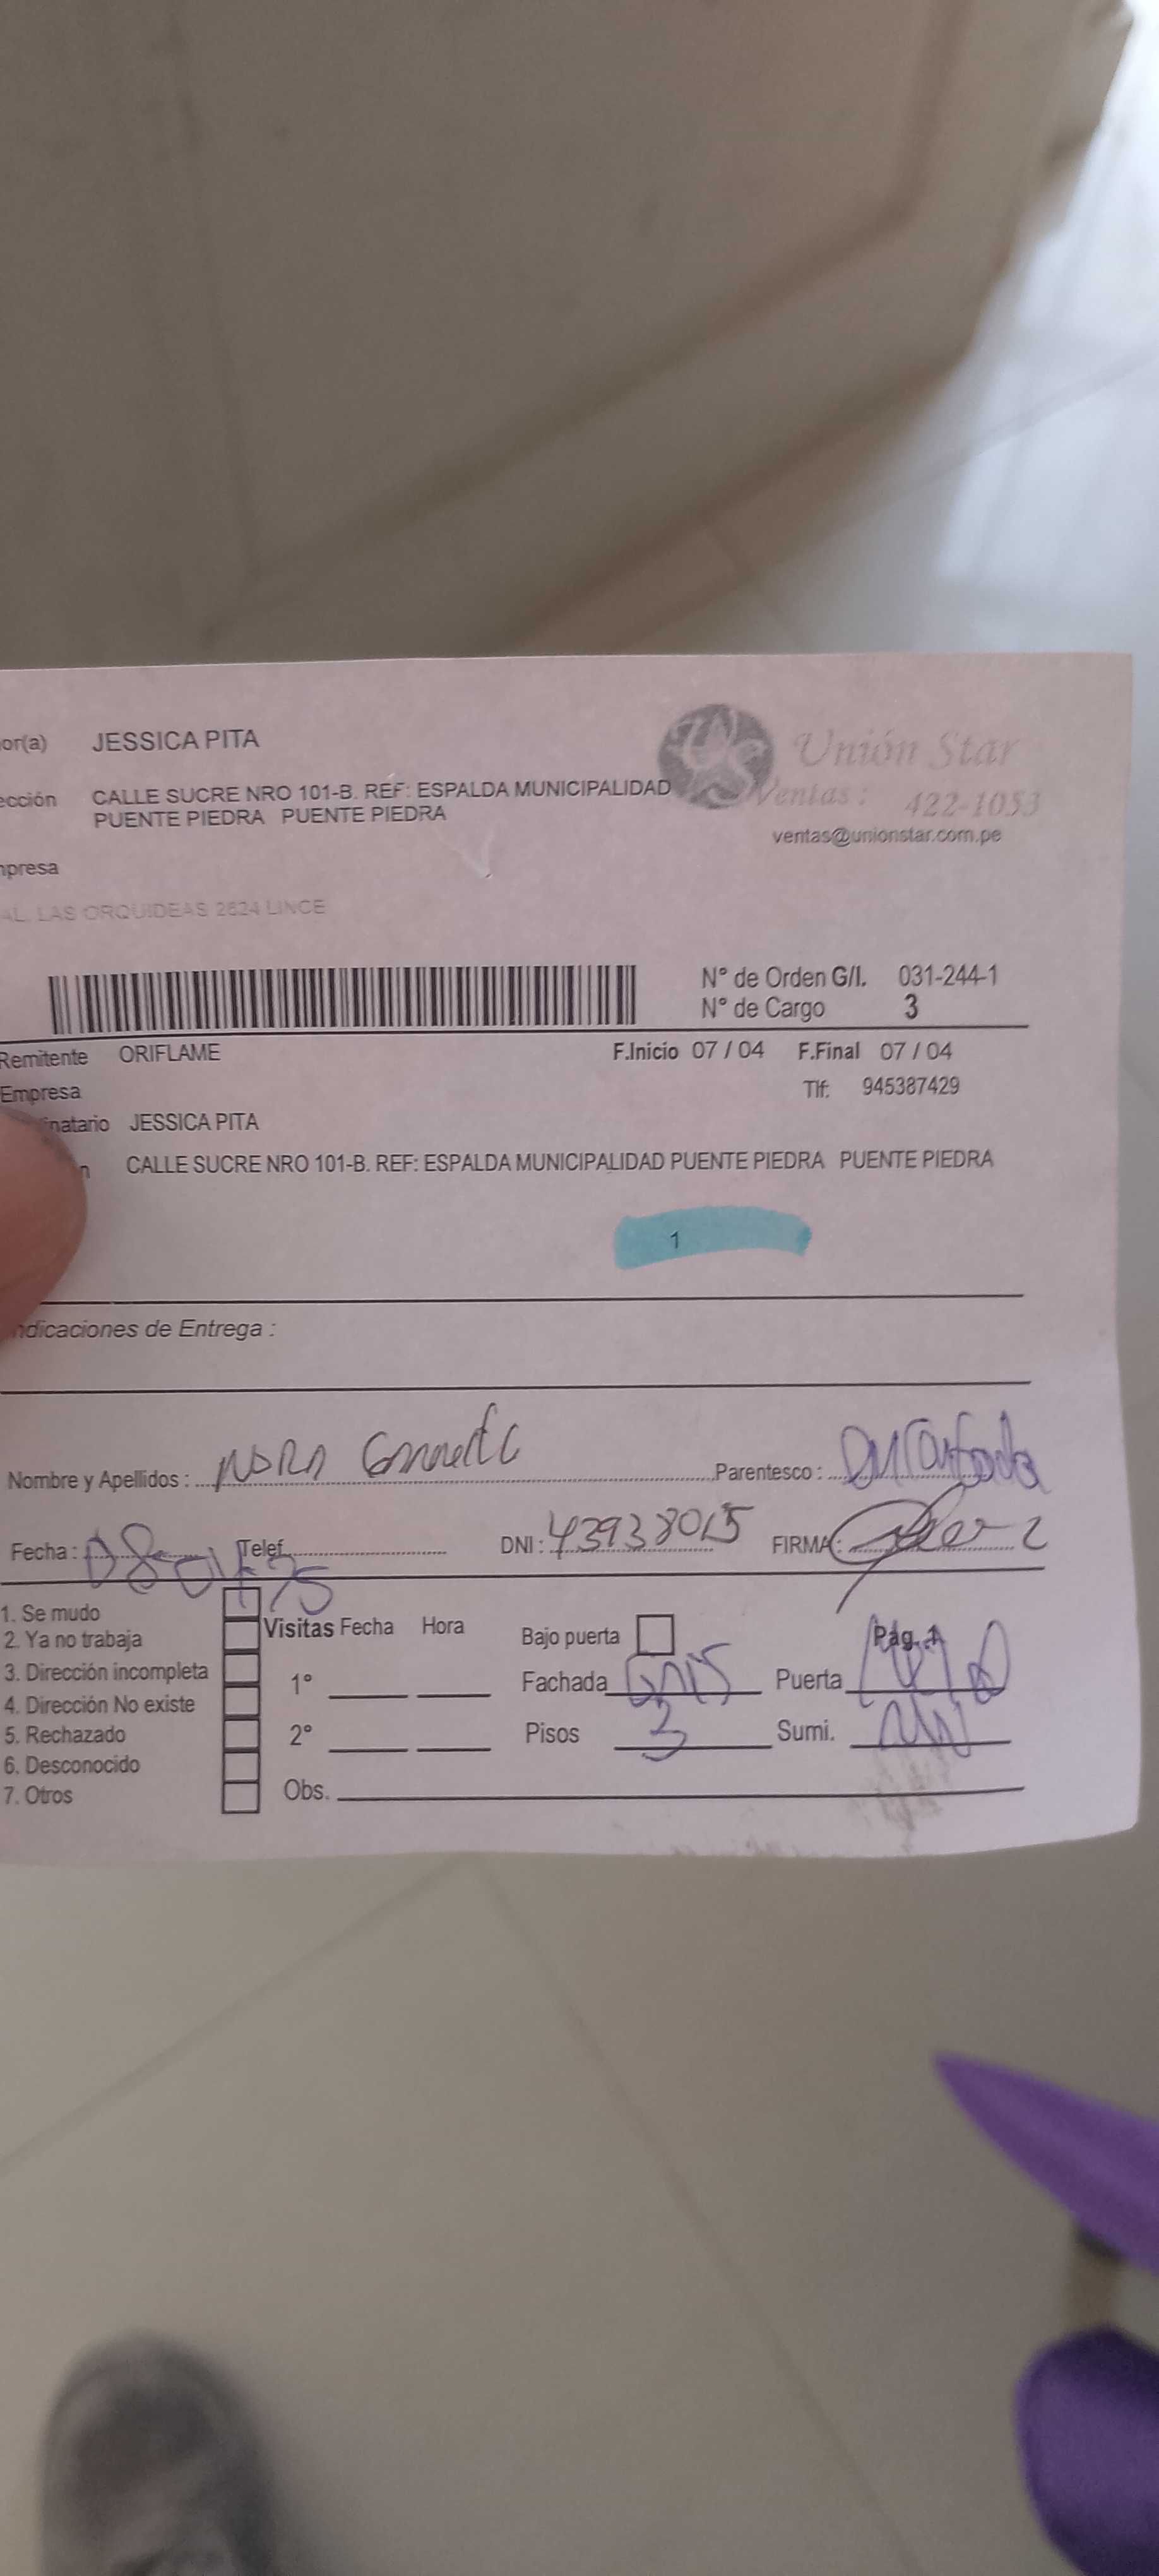 or(a) JESSICA PITA
Unión Star
ección CALLE SUCRE NRO 101-B. REF: ESPALDA MUNICIPALIDAD
PUENTE PIEDRA PUENTE PIEDRA
Ventas : 422-1053
ventas@unionstar.com.pe
presa
AL. LAS ORQUIDEAS 2624 LINCE
N° de Orden G/I. 031-244-1
N° de Cargo 3
Remitente ORIFLAME F.Inicio 07 / 04 F.Final 07 / 04
Empresa Tlf: 945387429
natario JESSICA PITA
n CALLE SUCRE NRO 101-B. REF: ESPALDA MUNICIPALIDAD PUENTE PIEDRA PUENTE PIEDRA
1
ndicaciones de Entrega :
Nombre y Apellidos : NORA Parentesco :
Fecha : Telef. DNI : 43938015 FIRMA :
1. Se mudo
2. Ya no trabaja
3. Dirección incompleta
4. Dirección No existe
5. Rechazado
6. Desconocido
7. Otros
Visitas Fecha Hora
1°
2°
Obs.
Bajo puerta Pág. 1
Fachada Gris Puerta
Pisos 3 Sumi.